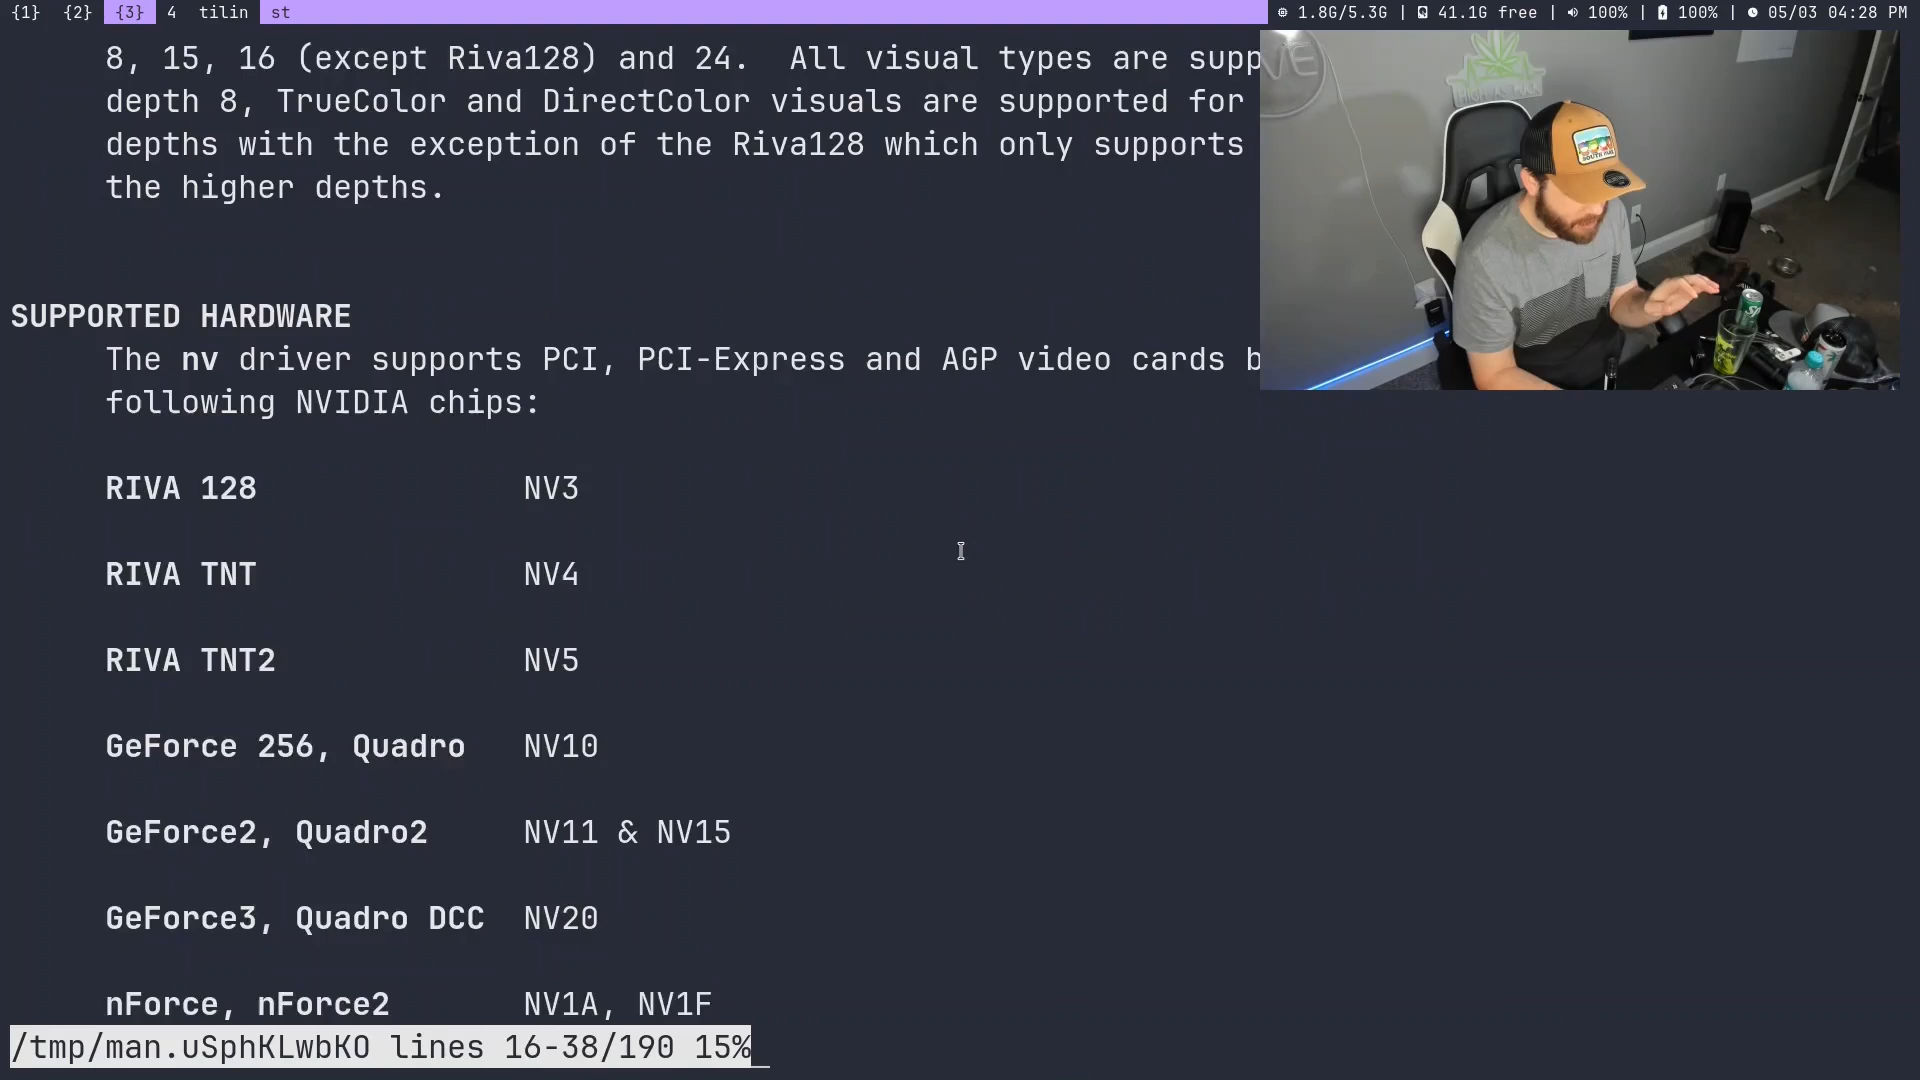 {1} {2} {3} 4 tilin st 1.8G/5.3G | 41.1G free | 100% | 100% | 05/03 04:28 PM
8, 15, 16 (except Riva128) and 24. All visual types are supp
depth 8, TrueColor and DirectColor visuals are supported for
depths with the exception of the Riva128 which only supports
the higher depths.
SUPPORTED HARDWARE
The nv driver supports PCI, PCI-Express and AGP video cards b
following NVIDIA chips:
RIVA 128 NV3
RIVA TNT NV4
RIVA TNT2 NV5
GeForce 256, Quadro NV10
GeForce2, Quadro2 NV11 & NV15
GeForce3, Quadro DCC NV20
nForce, nForce2 NV1A, NV1F
/tmp/man.uSphKLwbKO lines 16-38/190 15%
SOUTH PARK